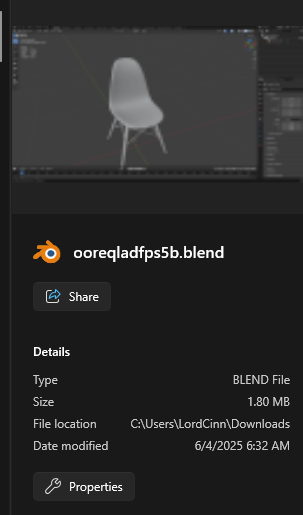 ooreqladfps5b.blend
Share
Details
Type BLEND File
Size 1.80 MB
File location C:\Users\LordCinn\Downloads
Date modified 6/4/2025 6:32 AM
Properties